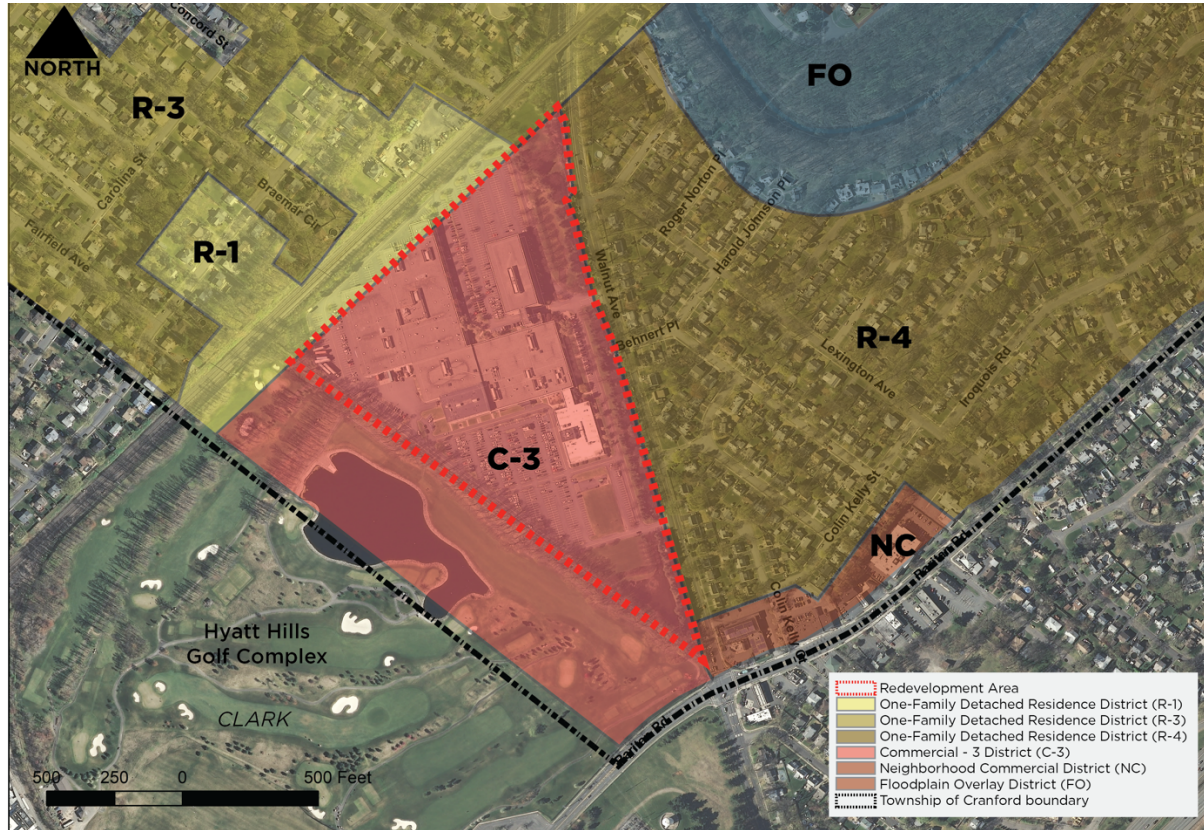 Concord St
NORTH
FO
R-3
Carolina St
Braemar Cir
Roger Norton Pl
Harold Johnson Pl
R-1
Fairfield Ave
Walnut Ave
Behnert Pl
R-4
Lexington Ave
Iroquois Rd
C-3
Colin Kelly St
NC
Raritan Rd
Colin Kelly
Hyatt Hills
Golf Complex
CLARK
Raritan Rd
500 250 0 500 Feet
Redevelopment Area
One-Family Detached Residence District (R-1)
One-Family Detached Residence District (R-3)
One-Family Detached Residence District (R-4)
Commercial - 3 District (C-3)
Neighborhood Commercial District (NC)
Floodplain Overlay District (FO)
Township of Cranford boundary